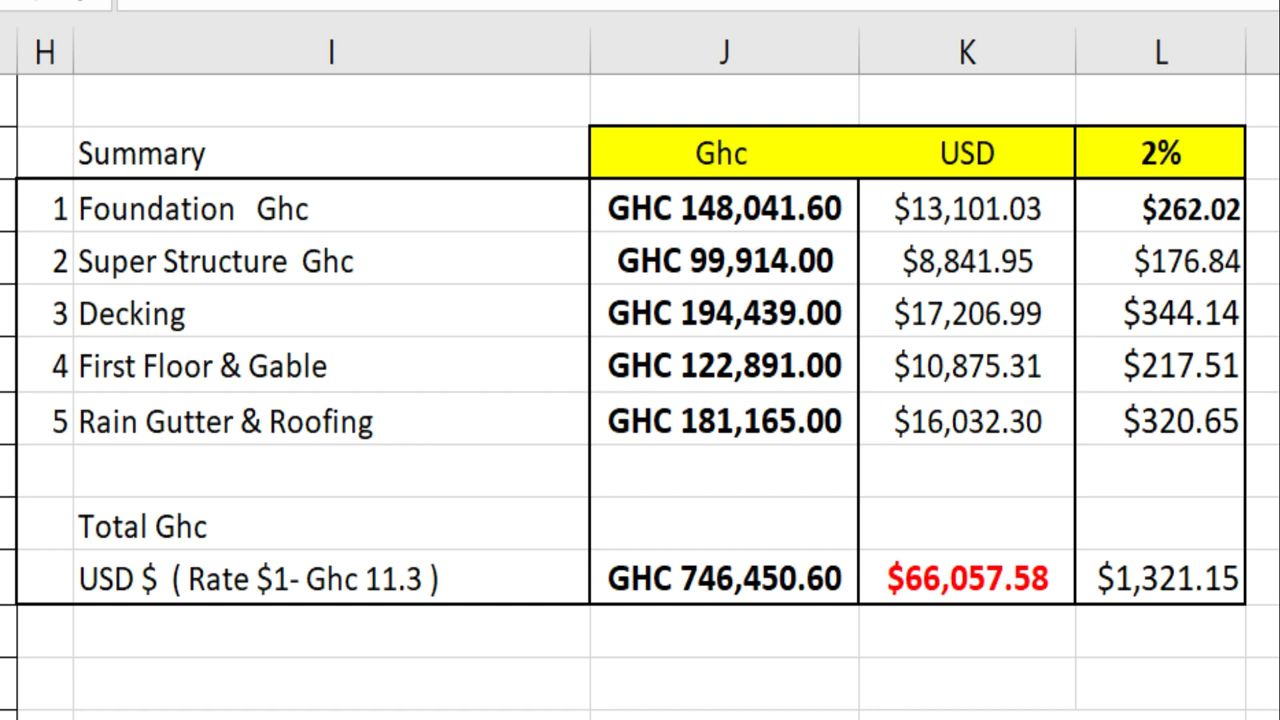 H I J K L
Summary Ghc USD 2%
1 Foundation Ghc GHC 148,041.60 $13,101.03 $262.02
2 Super Structure Ghc GHC 99,914.00 $8,841.95 $176.84
3 Decking GHC 194,439.00 $17,206.99 $344.14
4 First Floor & Gable GHC 122,891.00 $10,875.31 $217.51
5 Rain Gutter & Roofing GHC 181,165.00 $16,032.30 $320.65
Total Ghc
USD $ ( Rate $1- Ghc 11.3 ) GHC 746,450.60 $66,057.58 $1,321.15